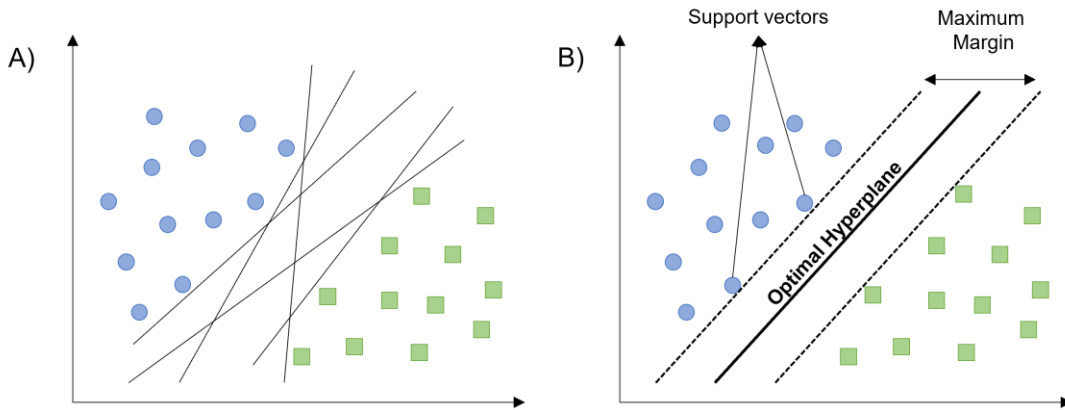 A)
Support vectors
Maximum
Margin
B)
Optimal Hyperplane